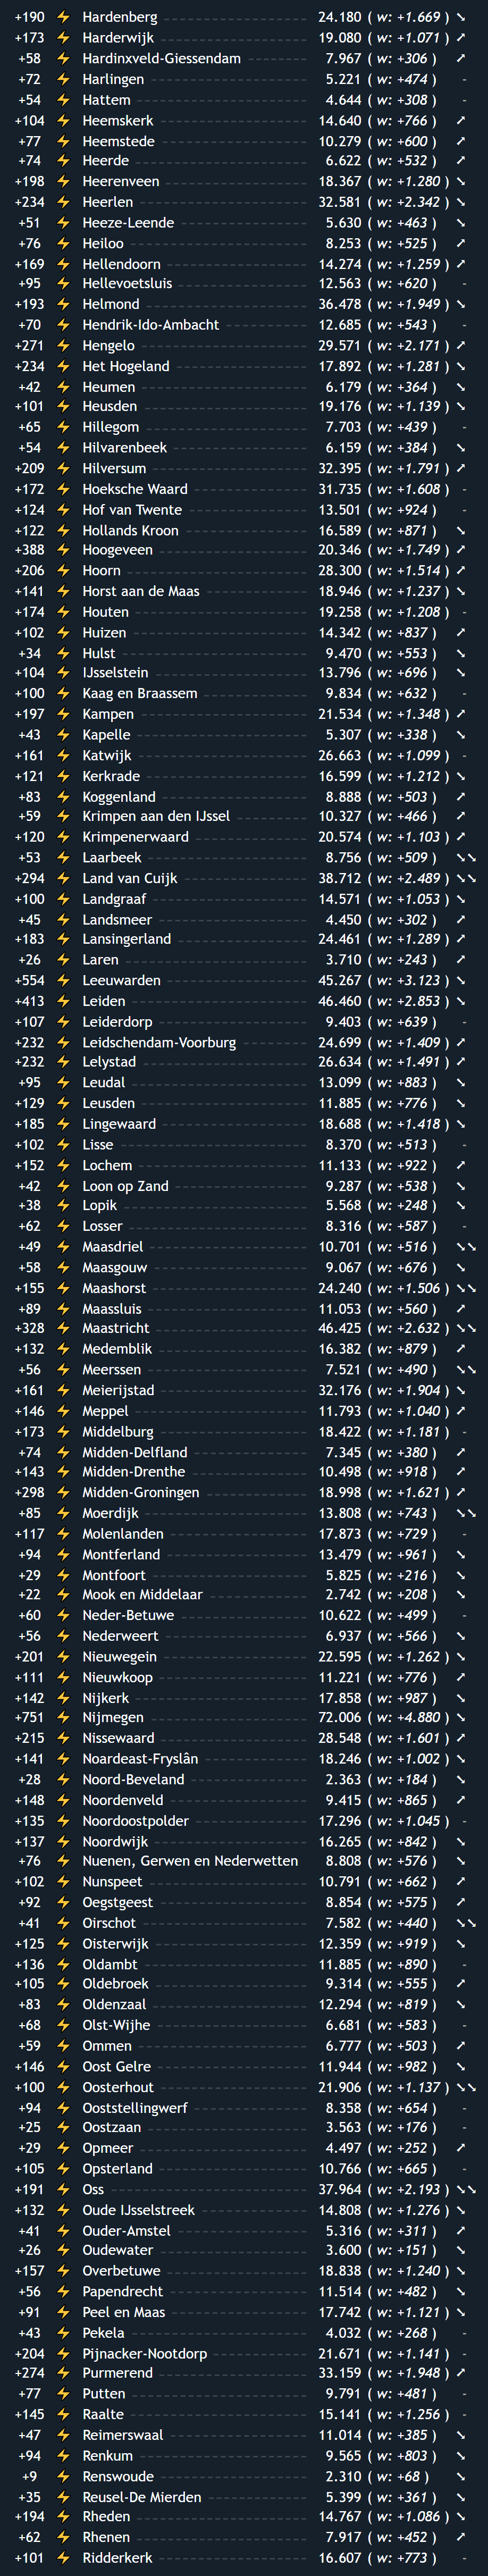 +190 ⚡ Hardenberg 24.180 ( w: +1.669 ) ➘
+173 ⚡ Harderwijk 19.080 ( w: +1.071 ) ➚
+58 ⚡ Hardinxveld-Giessendam 7.967 ( w: +306 ) ➚
+72 ⚡ Harlingen 5.221 ( w: +474 ) -
+54 ⚡ Hattem 4.644 ( w: +308 ) -
+104 ⚡ Heemskerk 14.640 ( w: +766 ) ➚
+77 ⚡ Heemstede 10.279 ( w: +600 ) ➚
+74 ⚡ Heerde 6.622 ( w: +532 ) ➚
+198 ⚡ Heerenveen 18.367 ( w: +1.280 ) ➘
+234 ⚡ Heerlen 32.581 ( w: +2.342 ) ➘
+51 ⚡ Heeze-Leende 5.630 ( w: +463 ) ➘
+76 ⚡ Heiloo 8.253 ( w: +525 ) ➚
+169 ⚡ Hellendoorn 14.274 ( w: +1.259 ) ➚
+95 ⚡ Hellevoetsluis 12.563 ( w: +620 ) -
+193 ⚡ Helmond 36.478 ( w: +1.949 ) ➘
+70 ⚡ Hendrik-Ido-Ambacht 12.685 ( w: +543 ) -
+271 ⚡ Hengelo 29.571 ( w: +2.171 ) ➚
+234 ⚡ Het Hogeland 17.892 ( w: +1.281 ) ➘
+42 ⚡ Heumen 6.179 ( w: +364 ) ➘
+101 ⚡ Heusden 19.176 ( w: +1.139 ) ➘
+65 ⚡ Hillegom 7.703 ( w: +439 ) -
+54 ⚡ Hilvarenbeek 6.159 ( w: +384 ) ➘
+209 ⚡ Hilversum 32.395 ( w: +1.791 ) ➚
+172 ⚡ Hoeksche Waard 31.735 ( w: +1.608 ) -
+124 ⚡ Hof van Twente 13.501 ( w: +924 ) -
+122 ⚡ Hollands Kroon 16.589 ( w: +871 ) ➘
+388 ⚡ Hoogeveen 20.346 ( w: +1.749 ) ➚
+206 ⚡ Hoorn 28.300 ( w: +1.514 ) ➚
+141 ⚡ Horst aan de Maas 18.946 ( w: +1.237 ) ➘
+174 ⚡ Houten 19.258 ( w: +1.208 ) -
+102 ⚡ Huizen 14.342 ( w: +837 ) ➚
+34 ⚡ Hulst 9.470 ( w: +553 ) ➘
+104 ⚡ IJsselstein 13.796 ( w: +696 ) ➘
+100 ⚡ Kaag en Braassem 9.834 ( w: +632 ) -
+197 ⚡ Kampen 21.534 ( w: +1.348 ) ➚
+43 ⚡ Kapelle 5.307 ( w: +338 ) ➘
+161 ⚡ Katwijk 26.663 ( w: +1.099 ) -
+121 ⚡ Kerkrade 16.599 ( w: +1.212 ) ➘
+83 ⚡ Koggenland 8.888 ( w: +503 ) ➚
+59 ⚡ Krimpen aan den IJssel 10.327 ( w: +466 ) ➚
+120 ⚡ Krimpenerwaard 20.574 ( w: +1.103 ) ➚
+53 ⚡ Laarbeek 8.756 ( w: +509 ) ➘➘
+294 ⚡ Land van Cuijk 38.712 ( w: +2.489 ) ➘➘
+100 ⚡ Landgraaf 14.571 ( w: +1.053 ) ➘
+45 ⚡ Landsmeer 4.450 ( w: +302 ) ➚
+183 ⚡ Lansingerland 24.461 ( w: +1.289 ) ➚
+26 ⚡ Laren 3.710 ( w: +243 ) ➚
+554 ⚡ Leeuwarden 45.267 ( w: +3.123 ) ➘
+413 ⚡ Leiden 46.460 ( w: +2.853 ) ➘
+107 ⚡ Leiderdorp 9.403 ( w: +639 ) -
+232 ⚡ Leidschendam-Voorburg 24.699 ( w: +1.409 ) ➚
+232 ⚡ Lelystad 26.634 ( w: +1.491 ) ➚
+95 ⚡ Leudal 13.099 ( w: +883 ) ➘
+129 ⚡ Leusden 11.885 ( w: +776 ) ➘
+185 ⚡ Lingewaard 18.688 ( w: +1.418 ) ➘
+102 ⚡ Lisse 8.370 ( w: +513 ) -
+152 ⚡ Lochem 11.133 ( w: +922 ) ➚
+42 ⚡ Loon op Zand 9.287 ( w: +538 ) ➘
+38 ⚡ Lopik 5.568 ( w: +248 ) ➘
+62 ⚡ Losser 8.316 ( w: +587 ) -
+49 ⚡ Maasdriel 10.701 ( w: +516 ) ➘➘
+58 ⚡ Maasgouw 9.067 ( w: +676 ) ➘
+155 ⚡ Maashorst 24.240 ( w: +1.506 ) ➘➘
+89 ⚡ Maassluis 11.053 ( w: +560 ) ➚
+328 ⚡ Maastricht 46.425 ( w: +2.632 ) ➘➘
+132 ⚡ Medemblik 16.382 ( w: +879 ) ➚
+56 ⚡ Meerssen 7.521 ( w: +490 ) ➘➘
+161 ⚡ Meierijstad 32.176 ( w: +1.904 ) ➘
+146 ⚡ Meppel 11.793 ( w: +1.040 ) ➚
+173 ⚡ Middelburg 18.422 ( w: +1.181 ) -
+74 ⚡ Midden-Delfland 7.345 ( w: +380 ) ➚
+143 ⚡ Midden-Drenthe 10.498 ( w: +918 ) ➚
+298 ⚡ Midden-Groningen 18.998 ( w: +1.621 ) ➚
+85 ⚡ Moerdijk 13.808 ( w: +743 ) ➘➘
+117 ⚡ Molenlanden 17.873 ( w: +729 ) -
+94 ⚡ Montferland 13.479 ( w: +961 ) ➘
+29 ⚡ Montfoort 5.825 ( w: +216 ) ➘
+22 ⚡ Mook en Middelaar 2.742 ( w: +208 ) ➘
+60 ⚡ Neder-Betuwe 10.622 ( w: +499 ) -
+56 ⚡ Nederweert 6.937 ( w: +566 ) ➘
+201 ⚡ Nieuwegein 22.595 ( w: +1.262 ) ➘
+111 ⚡ Nieuwkoop 11.221 ( w: +776 ) ➚
+142 ⚡ Nijkerk 17.858 ( w: +987 ) ➘
+751 ⚡ Nijmegen 72.006 ( w: +4.880 ) ➘
+215 ⚡ Nissewaard 28.548 ( w: +1.601 ) ➚
+141 ⚡ Noardeast-Fryslân 18.246 ( w: +1.002 ) ➘
+28 ⚡ Noord-Beveland 2.363 ( w: +184 ) ➘
+148 ⚡ Noordenveld 9.415 ( w: +865 ) ➚
+135 ⚡ Noordoostpolder 17.296 ( w: +1.045 ) -
+137 ⚡ Noordwijk 16.265 ( w: +842 ) ➘
+76 ⚡ Nuenen, Gerwen en Nederwetten 8.808 ( w: +576 ) ➘
+102 ⚡ Nunspeet 10.791 ( w: +662 ) ➚
+92 ⚡ Oegstgeest 8.854 ( w: +575 ) ➚
+41 ⚡ Oirschot 7.582 ( w: +440 ) ➘➘
+125 ⚡ Oisterwijk 12.359 ( w: +919 ) ➘
+136 ⚡ Oldambt 11.885 ( w: +890 ) -
+105 ⚡ Oldebroek 9.314 ( w: +555 ) ➚
+83 ⚡ Oldenzaal 12.294 ( w: +819 ) ➘
+68 ⚡ Olst-Wijhe 6.681 ( w: +583 ) -
+59 ⚡ Ommen 6.777 ( w: +503 ) ➚
+146 ⚡ Oost Gelre 11.944 ( w: +982 ) ➘
+100 ⚡ Oosterhout 21.906 ( w: +1.137 ) ➘➘
+94 ⚡ Ooststellingwerf 8.358 ( w: +654 ) -
+25 ⚡ Oostzaan 3.563 ( w: +176 ) -
+29 ⚡ Opmeer 4.497 ( w: +252 ) ➚
+105 ⚡ Opsterland 10.766 ( w: +665 ) -
+191 ⚡ Oss 37.964 ( w: +2.193 ) ➘➘
+132 ⚡ Oude IJsselstreek 14.808 ( w: +1.276 ) ➘
+41 ⚡ Ouder-Amstel 5.316 ( w: +311 ) ➚
+26 ⚡ Oudewater 3.600 ( w: +151 ) ➘
+157 ⚡ Overbetuwe 18.838 ( w: +1.240 ) ➘
+56 ⚡ Papendrecht 11.514 ( w: +482 ) ➘
+91 ⚡ Peel en Maas 17.742 ( w: +1.121 ) ➘
+43 ⚡ Pekela 4.032 ( w: +268 ) -
+204 ⚡ Pijnacker-Nootdorp 21.671 ( w: +1.141 ) -
+274 ⚡ Purmerend 33.159 ( w: +1.948 ) ➚
+77 ⚡ Putten 9.791 ( w: +481 ) -
+145 ⚡ Raalte 15.141 ( w: +1.256 ) -
+47 ⚡ Reimerswaal 11.014 ( w: +385 ) ➘
+94 ⚡ Renkum 9.565 ( w: +803 ) ➘
+9 ⚡ Renswoude 2.310 ( w: +68 ) ➘
+35 ⚡ Reusel-De Mierden 5.399 ( w: +361 ) ➘
+194 ⚡ Rheden 14.767 ( w: +1.086 ) ➘
+62 ⚡ Rhenen 7.917 ( w: +452 ) ➚
+101 ⚡ Ridderkerk 16.607 ( w: +773 ) -